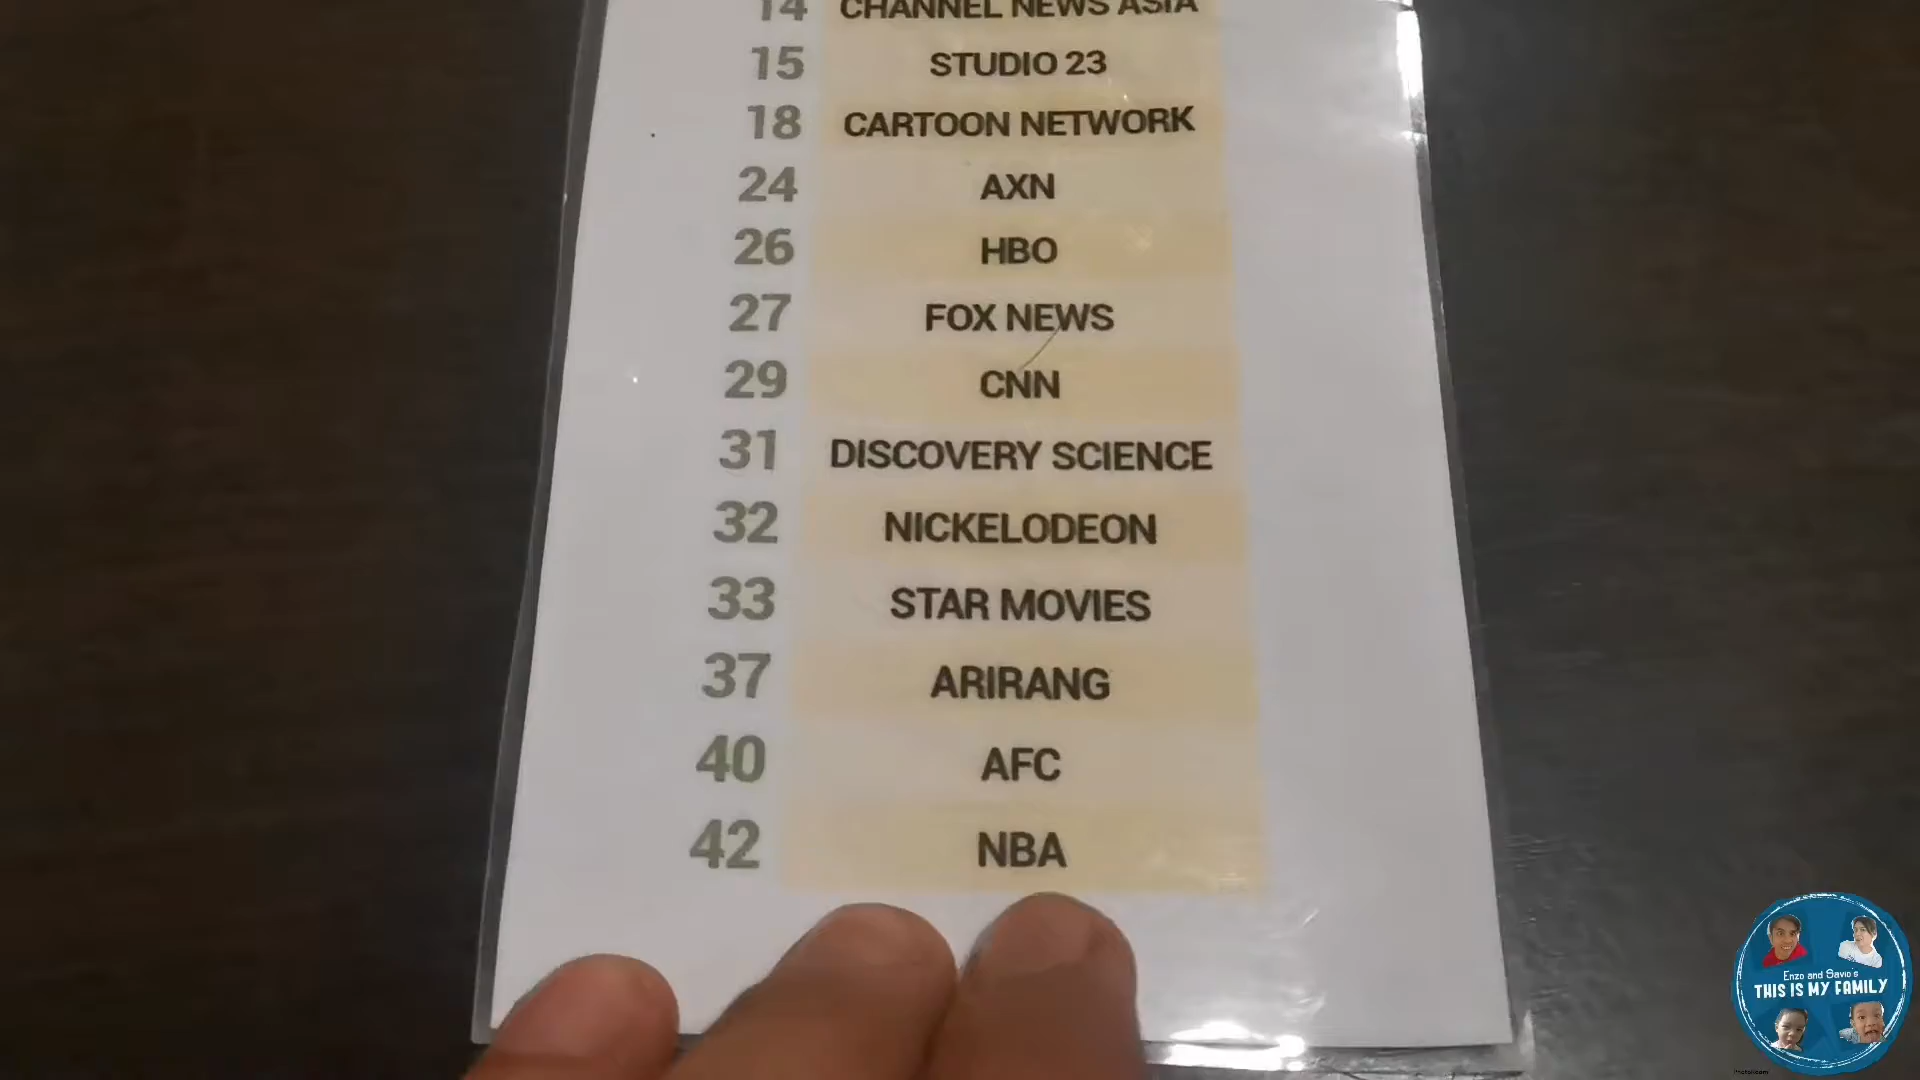 14 CHANNEL NEWS ASIA
15 STUDIO 23
18 CARTOON NETWORK
24 AXN
26 HBO
27 FOX NEWS
29 CNN
31 DISCOVERY SCIENCE
32 NICKELODEON
33 STAR MOVIES
37 ARIRANG
40 AFC
42 NBA
Enzo and Savio's
THIS IS MY FAMILY